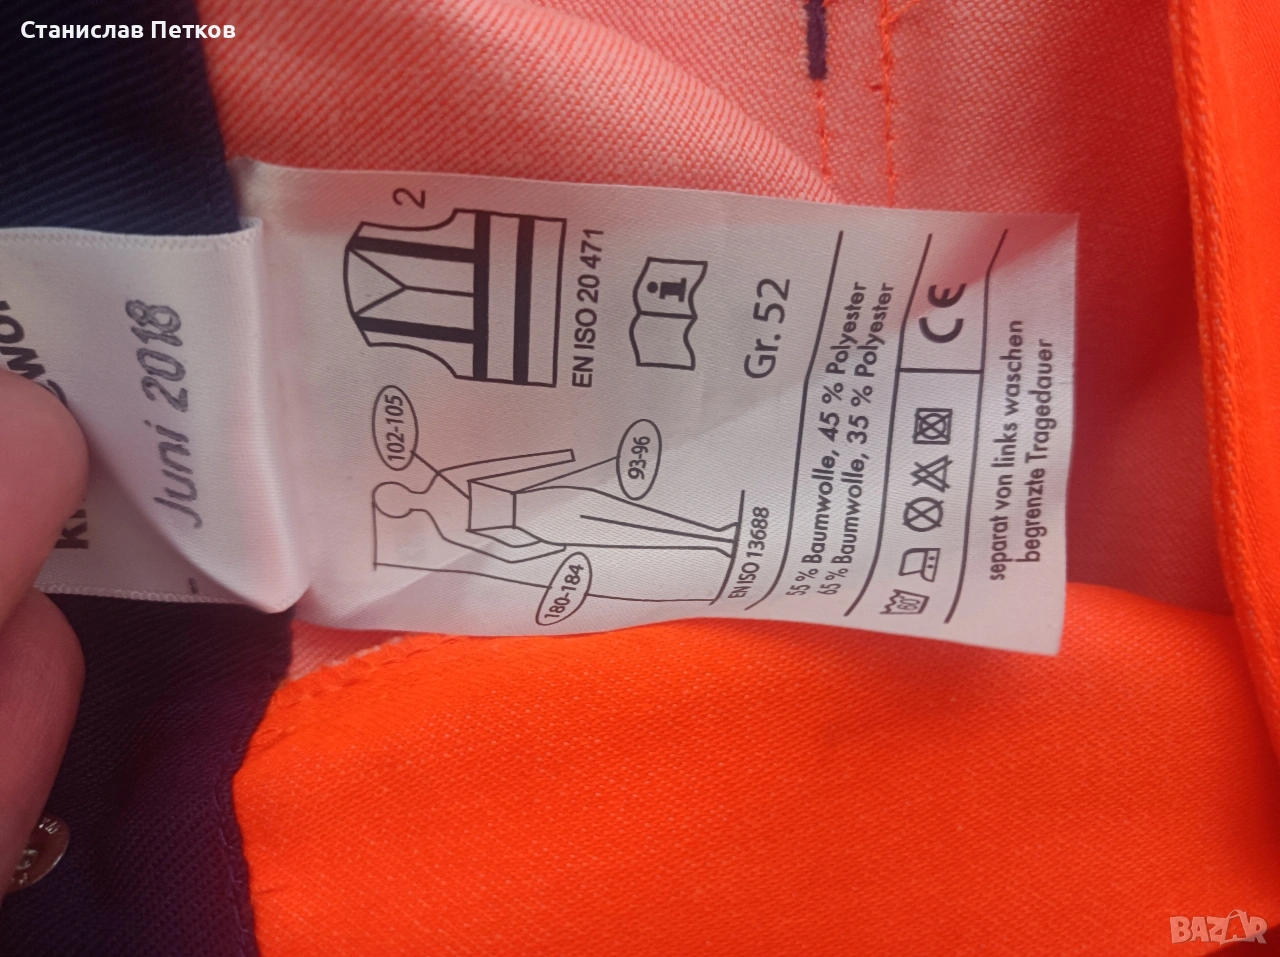 Станислав Петков
Juni 2018
2
EN ISO 20 471
i
Gr. 52
102-105
93-96
180-184
EN ISO 13688
55 % Baumwolle, 45 % Polyester
65 % Baumwolle, 35 % Polyester
CE
60
separat von links waschen
begrenzte Tragedauer
BAZAR